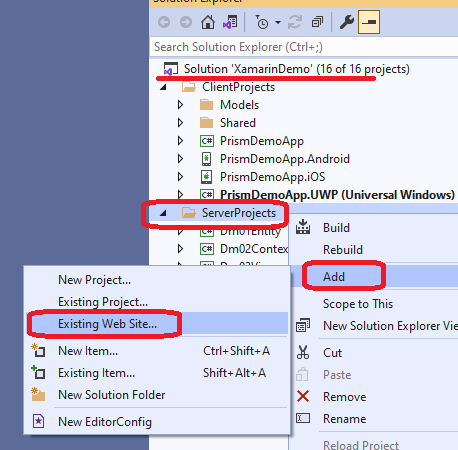 Solution Explorer
Search Solution Explorer (Ctrl+;)
Solution 'XamarinDemo' (16 of 16 projects)
ClientProjects
Models
Shared
PrismDemoApp
PrismDemoApp.Android
PrismDemoApp.iOS
PrismDemoApp.UWP (Universal Windows)
ServerProjects
Dm01Entity
Dm02Contex
Build
Rebuild
Add
Scope to This
New Solution Explorer Vie
Cut
Paste
Remove
Rename
Reload Project
New Project...
Existing Project...
Existing Web Site...
New Item... Ctrl+Shift+A
Existing Item... Shift+Alt+A
New Solution Folder
New EditorConfig